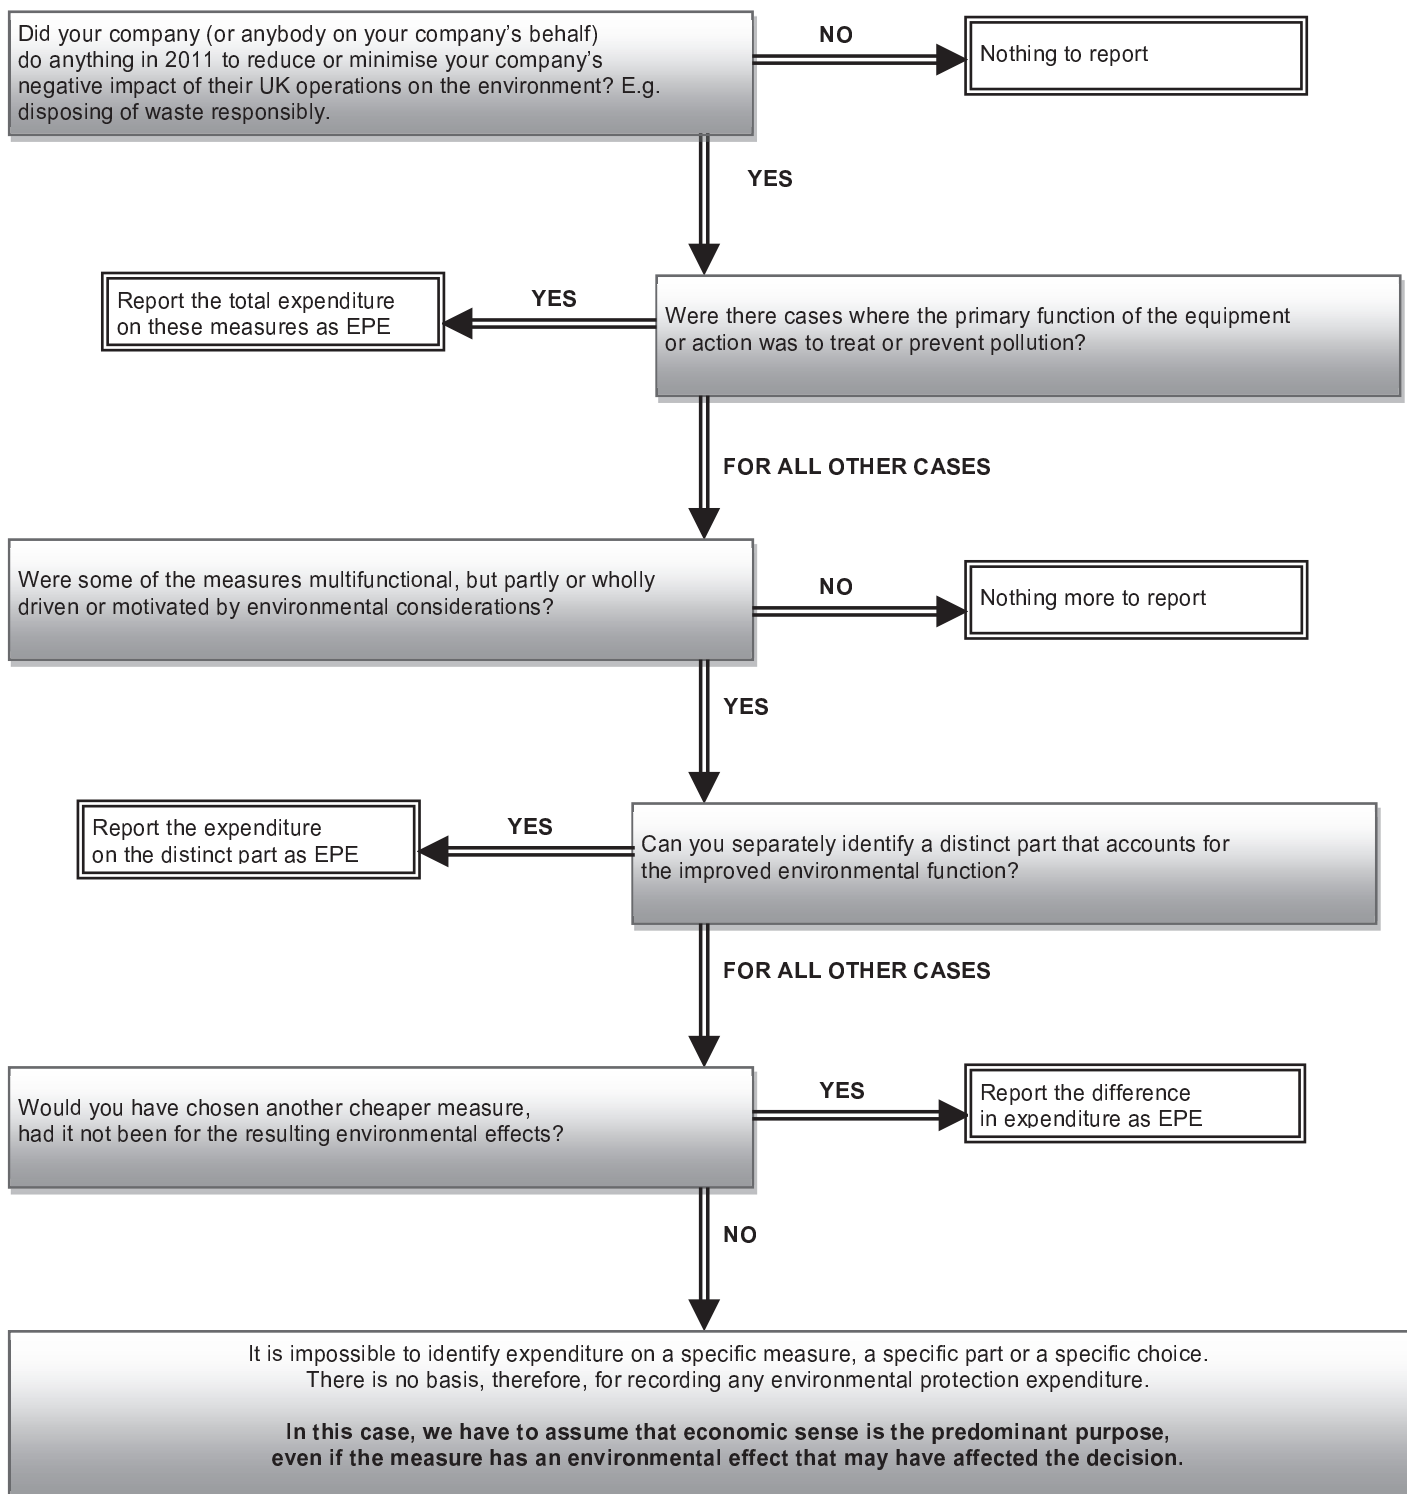 Did your company (or anybody on your company's behalf)
do anything in 2011 to reduce or minimise your company's
negative impact of their UK operations on the environment? E.g.
disposing of waste responsibly.
NO
Nothing to report
YES
Were there cases where the primary function of the equipment
or action was to treat or prevent pollution?
YES
Report the total expenditure
on these measures as EPE
FOR ALL OTHER CASES
Were some of the measures multifunctional, but partly or wholly
driven or motivated by environmental considerations?
NO
Nothing more to report
YES
Can you separately identify a distinct part that accounts for
the improved environmental function?
YES
Report the expenditure
on the distinct part as EPE
FOR ALL OTHER CASES
Would you have chosen another cheaper measure,
had it not been for the resulting environmental effects?
YES
Report the difference
in expenditure as EPE
NO
It is impossible to identify expenditure on a specific measure, a specific part or a specific choice.
There is no basis, therefore, for recording any environmental protection expenditure.
In this case, we have to assume that economic sense is the predominant purpose,
even if the measure has an environmental effect that may have affected the decision.